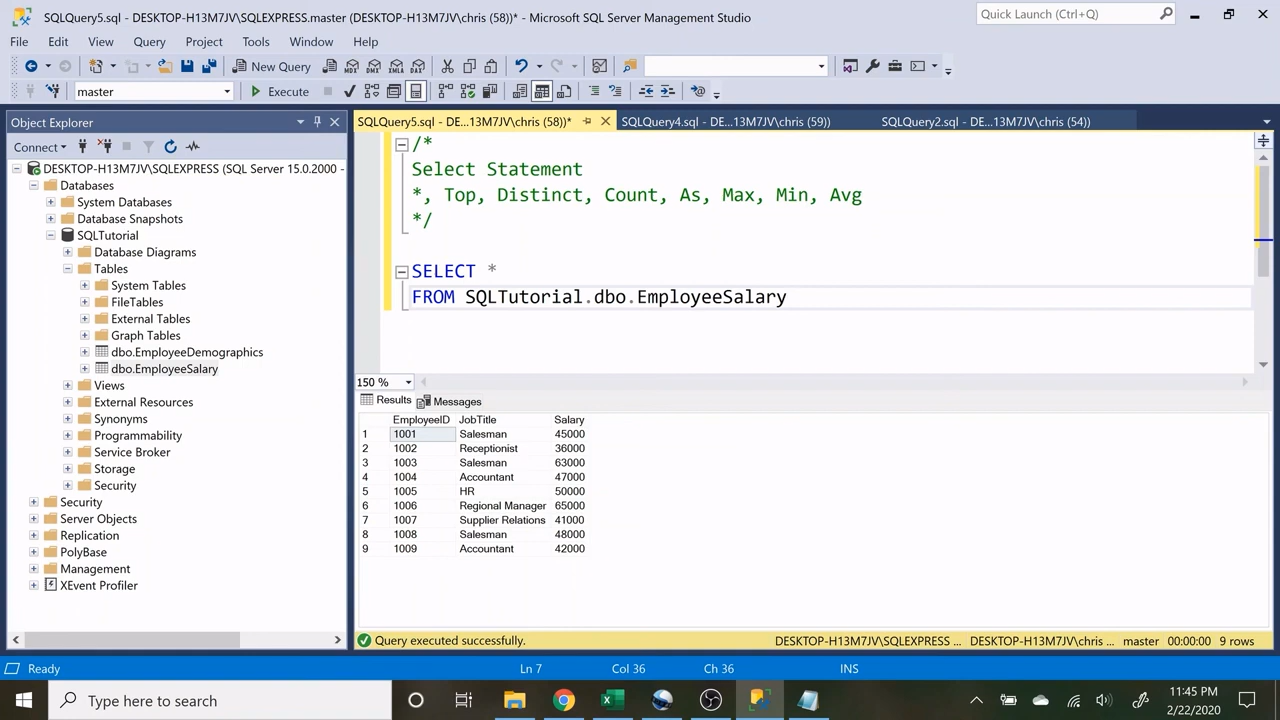 SQLQuery5.sql - DESKTOP-H13M7JV\SQLEXPRESS.master (DESKTOP-H13M7JV\chris (58))* - Microsoft SQL Server Management Studio
Quick Launch (Ctrl+Q)
File Edit View Query Project Tools Window Help
New Query
MDX DMX XMLA DAX
master
Execute
Object Explorer
Connect
DESKTOP-H13M7JV\SQLEXPRESS (SQL Server 15.0.2000 -
Databases
System Databases
Database Snapshots
SQLTutorial
Database Diagrams
Tables
System Tables
FileTables
External Tables
Graph Tables
dbo.EmployeeDemographics
dbo.EmployeeSalary
Views
External Resources
Synonyms
Programmability
Service Broker
Storage
Security
Security
Server Objects
Replication
PolyBase
Management
XEvent Profiler
SQLQuery5.sql - DE...13M7JV\chris (58))* SQLQuery4.sql - DE...13M7JV\chris (59)) SQLQuery2.sql - DE...13M7JV\chris (54))
/*
Select Statement
*, Top, Distinct, Count, As, Max, Min, Avg
*/
SELECT *
FROM SQLTutorial.dbo.EmployeeSalary
150 %
Results Messages
EmployeeID JobTitle Salary
1 1001 Salesman 45000
2 1002 Receptionist 36000
3 1003 Salesman 63000
4 1004 Accountant 47000
5 1005 HR 50000
6 1006 Regional Manager 65000
7 1007 Supplier Relations 41000
8 1008 Salesman 48000
9 1009 Accountant 42000
Query executed successfully. DESKTOP-H13M7JV\SQLEXPRESS ... DESKTOP-H13M7JV\chris ... master 00:00:00 9 rows
Ready Ln 7 Col 36 Ch 36 INS
Type here to search
11:45 PM
2/22/2020